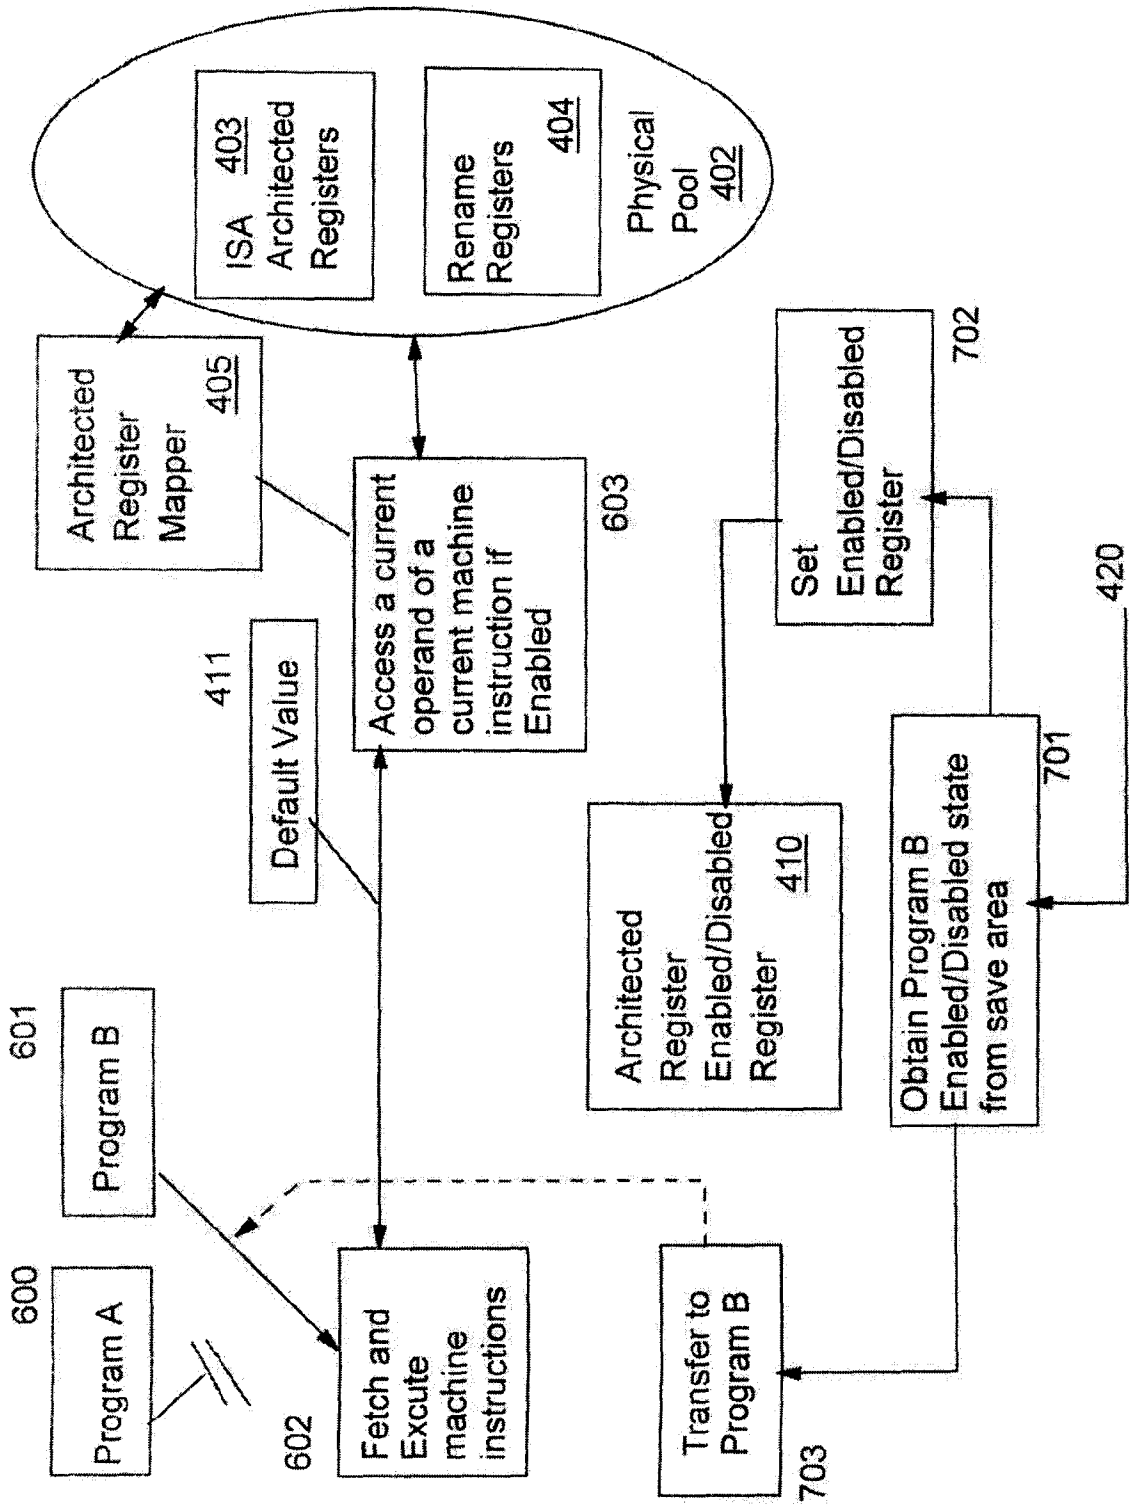 600
Program A
601
Program B
602
Fetch and
Excute
machine
instructions
411
Default Value
Architected
Register
Mapper
405
Access a current
operand of a
current machine
instruction if
Enabled
603
ISA 403
Architected
Registers
Rename
Registers
404
Physical
Pool
402
Architected
Register
Enabled/Disabled
Register
410
Set
Enabled/Disabled
Register
702
Transfer to
Program B
703
Obtain Program B
Enabled/Disabled state
from save area
701
420